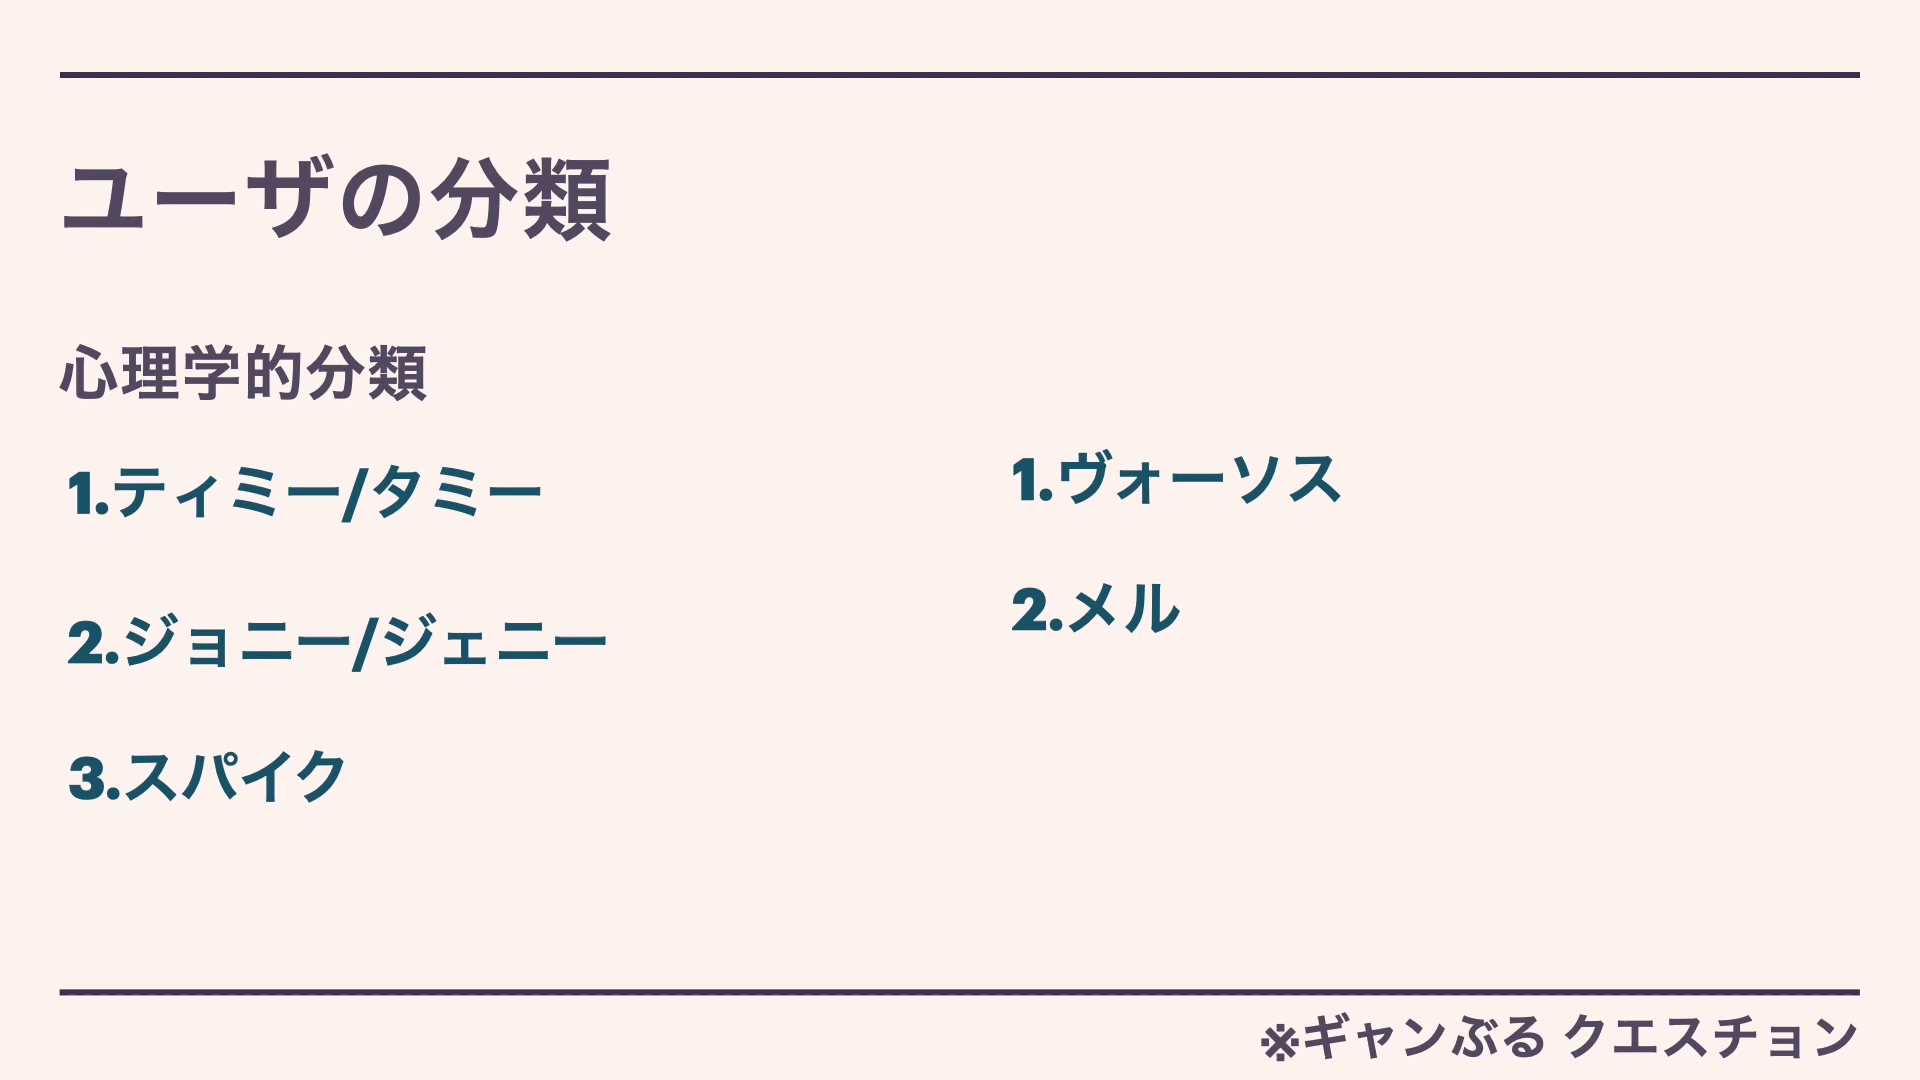 ユーザの分類
心理学的分類
1.ティミー/タミー
2.ジョニー/ジェニー
3.スパイク
1.ヴォーソス
2.メル
※ギャンぶる クエスチョン